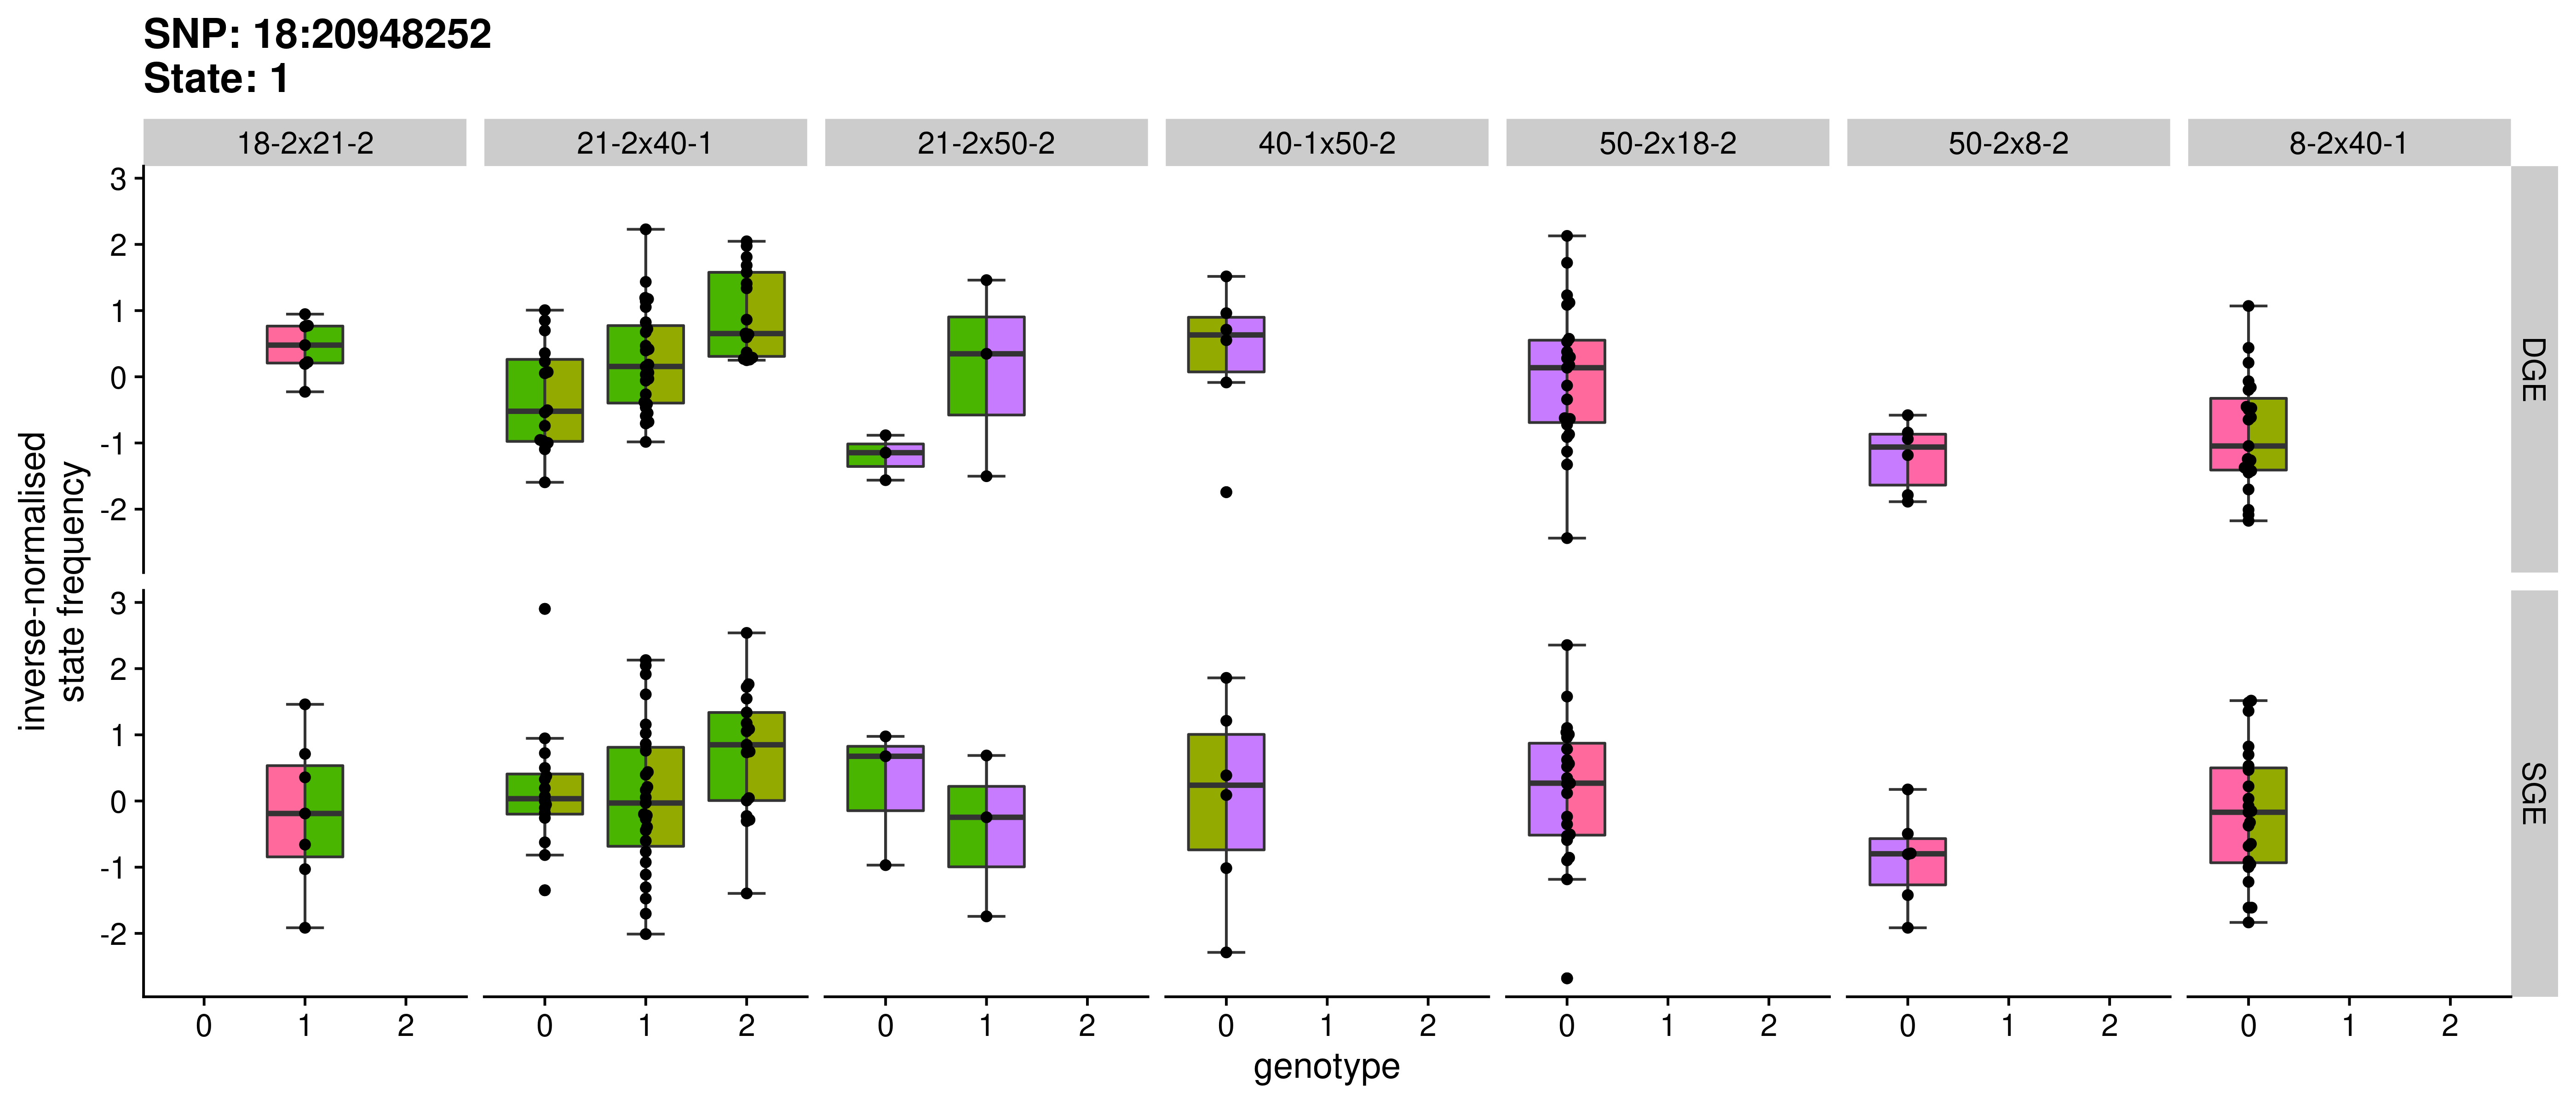 SNP: 18:20948252
State: 1
18-2x21-2 21-2x40-1 21-2x50-2 40-1x50-2 50-2x18-2 50-2x8-2 8-2x40-1
3
2
1
0
-1
-2
DGE
3
2
1
0
-1
-2
SGE
inverse-normalised
state frequency
0 1 2 0 1 2 0 1 2 0 1 2 0 1 2 0 1 2 0 1 2
genotype